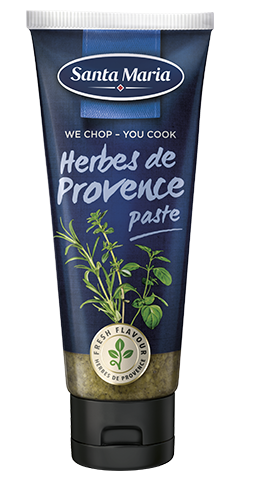 Santa Maria
WE CHOP – YOU COOK
Herbes de
Provence
paste
FRESH FLAVOUR
HERBES DE PROVENCE